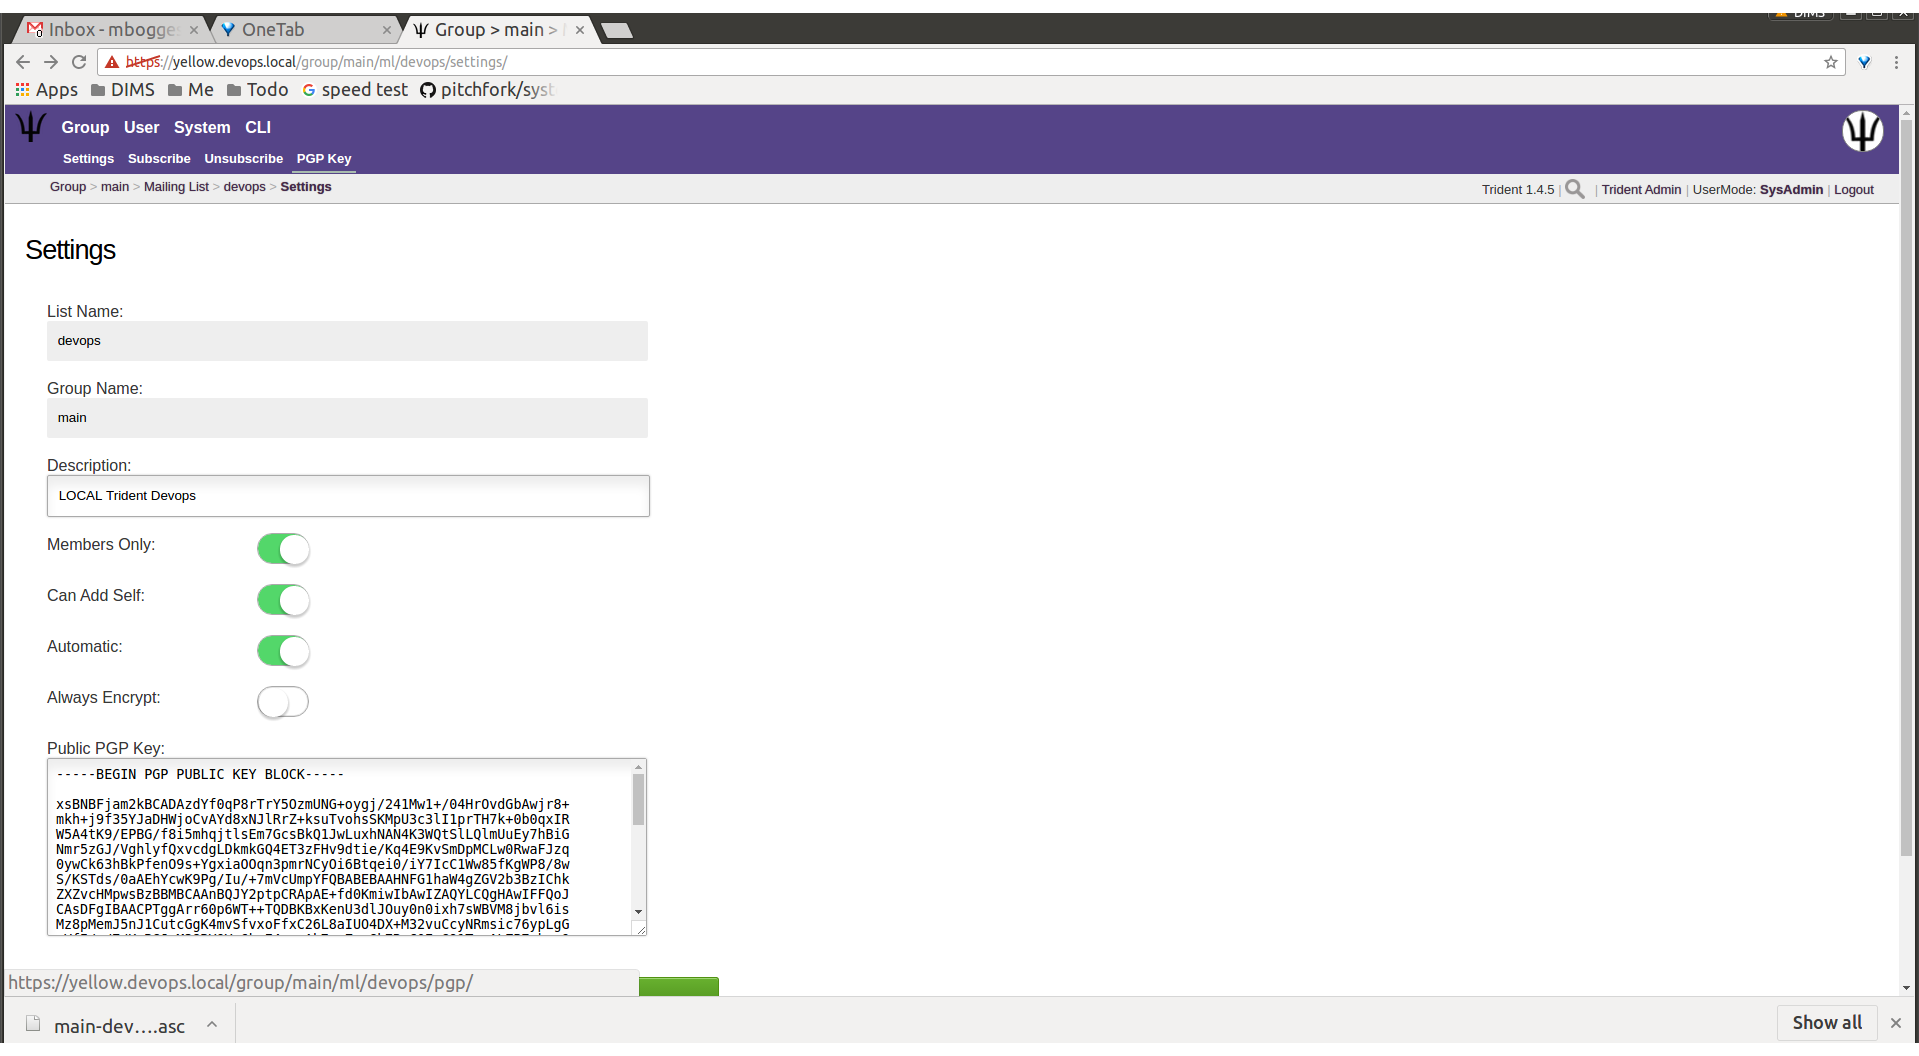 DIMS
Inbox - mbogge
OneTab
Group > main >
https://yellow.devops.local/group/main/ml/devops/settings/
Apps DIMS Me Todo speed test pitchfork/syst
Group User System CLI
Settings Subscribe Unsubscribe PGP Key
Group > main > Mailing List > devops > Settings
Trident 1.4.5 | | Trident Admin | UserMode: SysAdmin | Logout
Settings
List Name:
devops
Group Name:
main
Description:
LOCAL Trident Devops
Members Only:
Can Add Self:
Automatic:
Always Encrypt:
Public PGP Key:
-----BEGIN PGP PUBLIC KEY BLOCK-----
xsBNBFjam2kBCADAzdYf0qP8rTrY5OzmUNG+oygj/241Mw1+/04HrOvdGbAwjr8+
mkh+j9f35YJaDHWjoCvAYd8xNJlRrZ+ksuTvohsSKMpU3c3lI1prTH7k+0b0qxIR
W5A4tK9/EPBG/f8i5mhqjtlsEm7GcsBkQ1JwLuxhNAN4K3WQtSlLQlmUuEy7hBiG
Nmr5zGJ/VghlyfQxvcdgLDkmkGQ4ET3zFHv9dtie/Kq4E9KvSmDpMCLw0RwaFJzq
0ywCk63hBkPfenO9s+YgxiaOOqn3pmrNCyOi6Btqei0/iY7IcC1Ww85fKgWP8/8w
S/KSTds/0aAEhYcwK9Pg/Iu/+7mVcUmpYFQBABEBAAHNFG1haW4gZGV2b3BzIChk
ZXZvcHMpwsBzBBMBCAAnBQJY2ptpCRApAE+fd0KmiwIbAwIZAQYLCQgHAwIFFQoJ
CAsDFgIBAACPTggArr60p6WT++TQDBKBxKenU3dlJOuy0n0ixh7sWBVM8jbvl6is
Mz8pMemJ5nJ1CutcGgK4mvSfvxoFfxC26L8aIUO4DX+M32vuCcyNRmsic76ypLgG
https://yellow.devops.local/group/main/ml/devops/pgp/
main-dev....asc
Show all